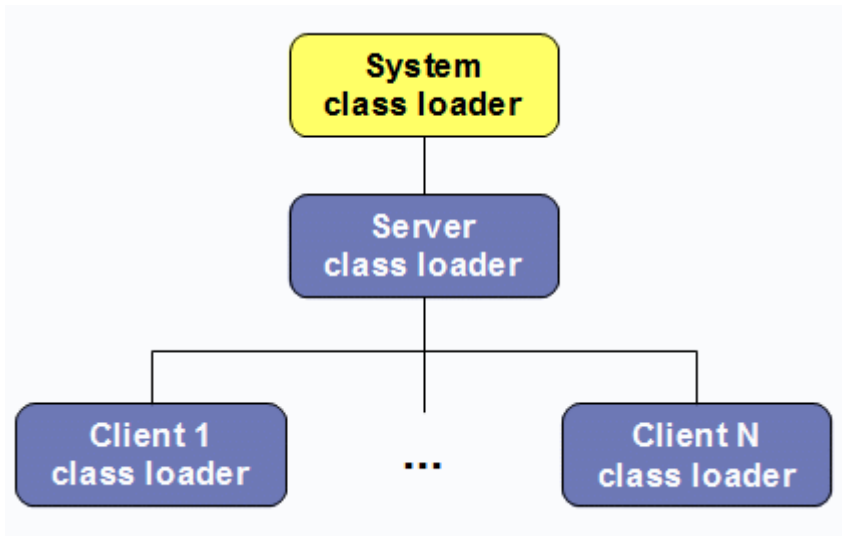 System
class loader
Server
class loader
Client 1
class loader
...
Client N
class loader